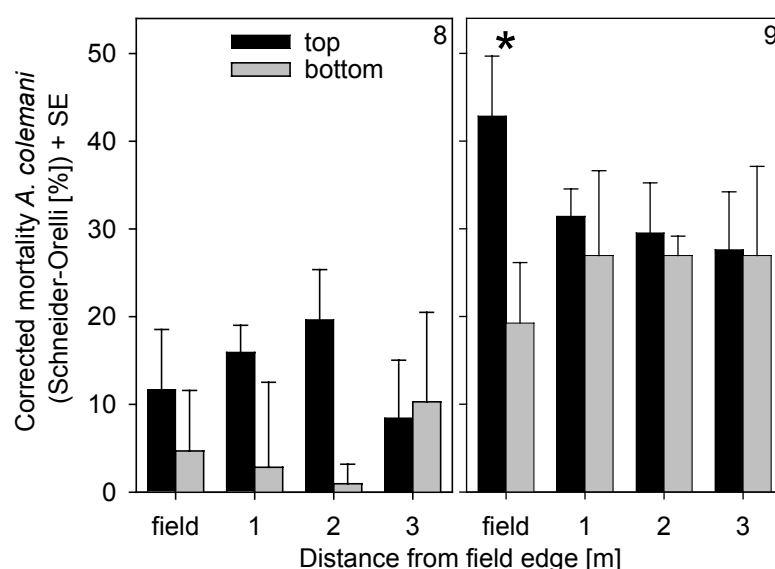 Corrected mortality A. colemani
(Schneider-Orelli [%]) + SE
50
40
30
20
10
0
top
bottom
8
*
9
field 1 2 3 field 1 2 3
Distance from field edge [m]